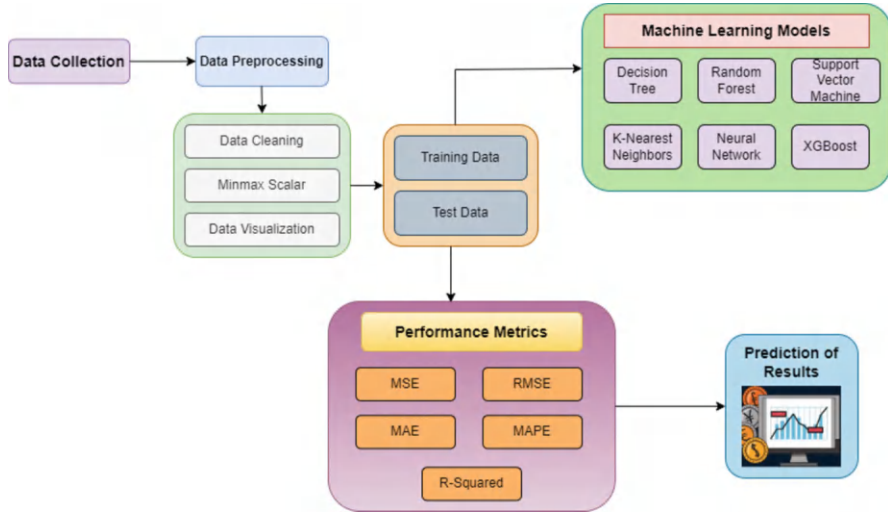 Data Collection
Data Preprocessing
Data Cleaning
Minmax Scalar
Data Visualization
Training Data
Test Data
Machine Learning Models
Decision
Tree
Random
Forest
Support
Vector
Machine
K-Nearest
Neighbors
Neural
Network
XGBoost
Performance Metrics
MSE
RMSE
MAE
MAPE
R-Squared
Prediction of
Results